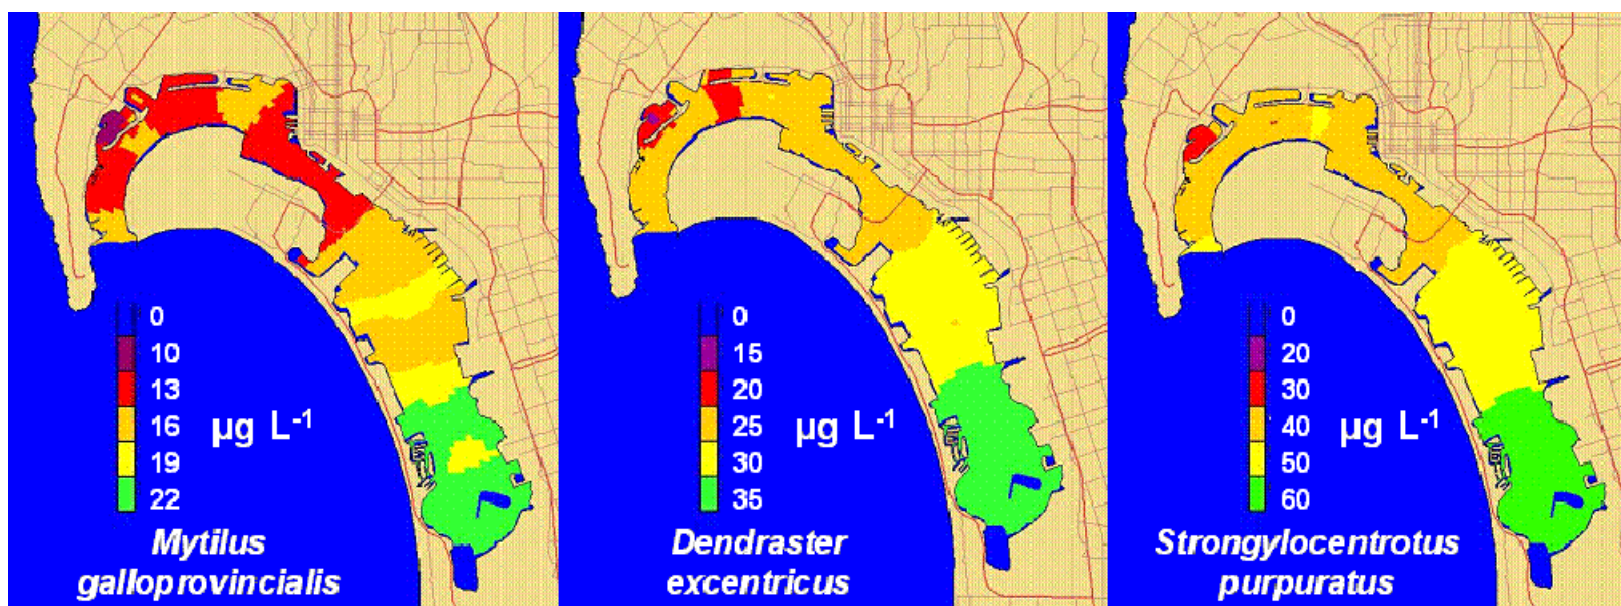 0
10
13
16
19
22
µg L-1
Mytilus
galloprovincialis
0
15
20
25
30
35
µg L-1
Dendraster
excentricus
0
20
30
40
50
60
µg L-1
Strongylocentrotus
purpuratus